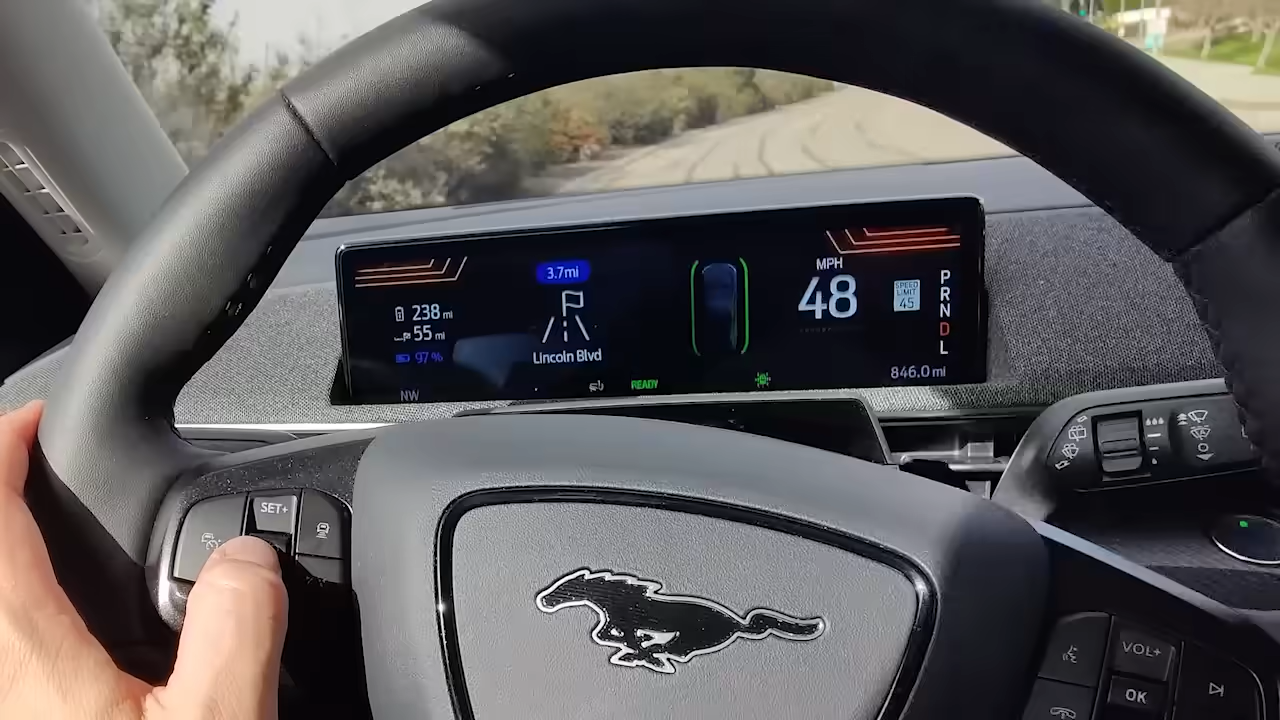 3.7mi
238 mi
55 mi
97 %
Lincoln Blvd
NW
READY
MPH
48
SPEED
LIMIT
45
P
R
N
D
L
846.0 mi
SET+
VOL+
OK